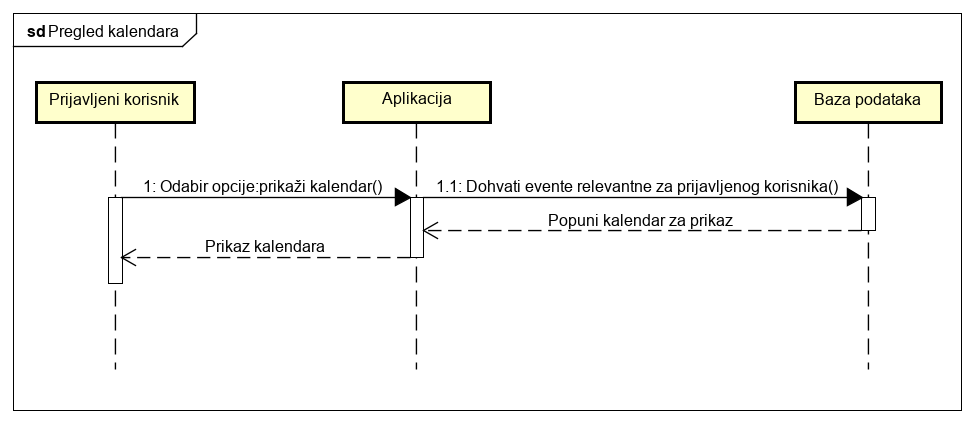 sd Pregled kalendara
Prijavljeni korisnik
Aplikacija
Baza podataka
1: Odabir opcije:prikaži kalendar()
1.1: Dohvati evente relevantne za prijavljenog korisnika()
Popuni kalendar za prikaz
Prikaz kalendara